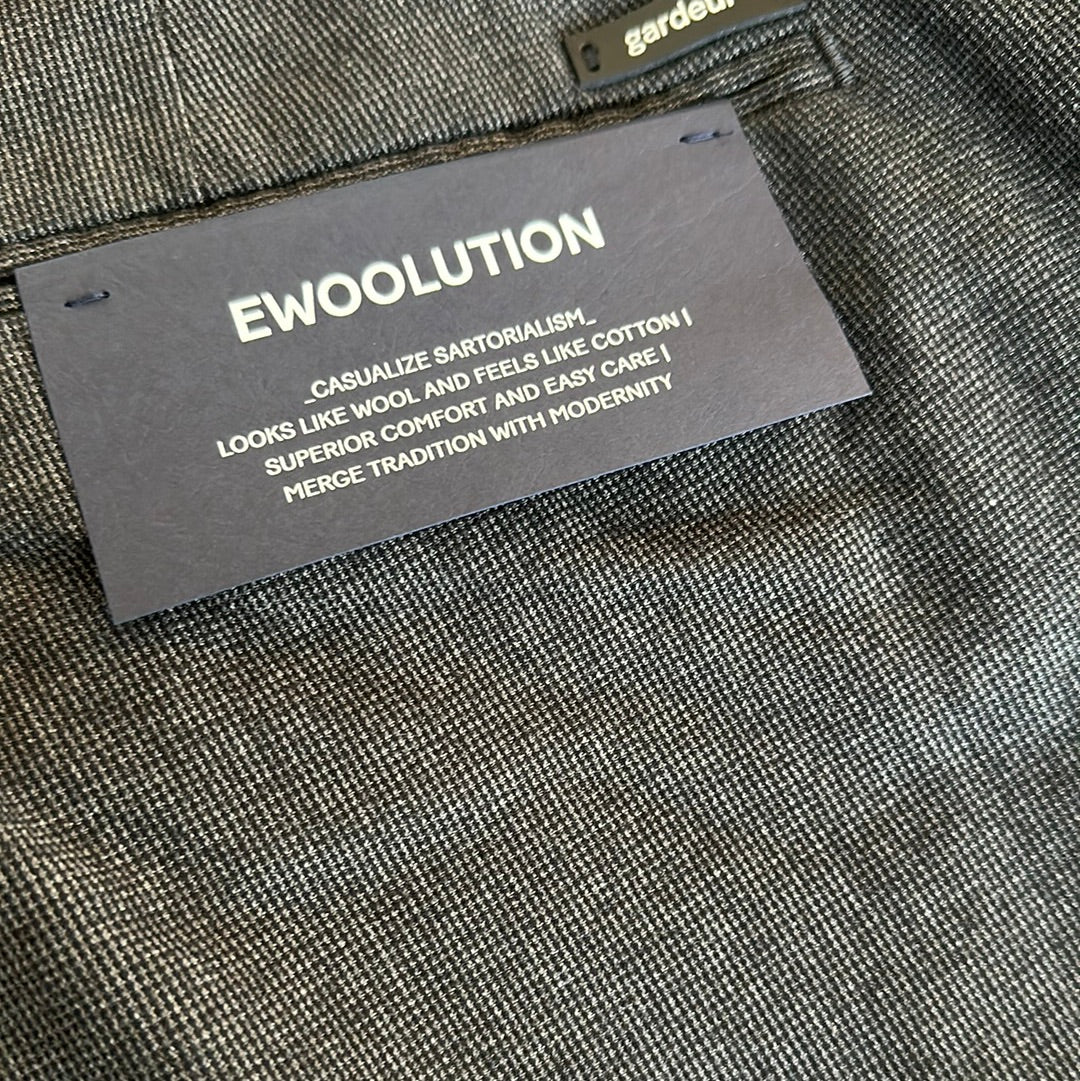 gardeur
EWOOLUTION
_CASUALIZE SARTORIALISM_
LOOKS LIKE WOOL AND FEELS LIKE COTTON |
SUPERIOR COMFORT AND EASY CARE |
MERGE TRADITION WITH MODERNITY